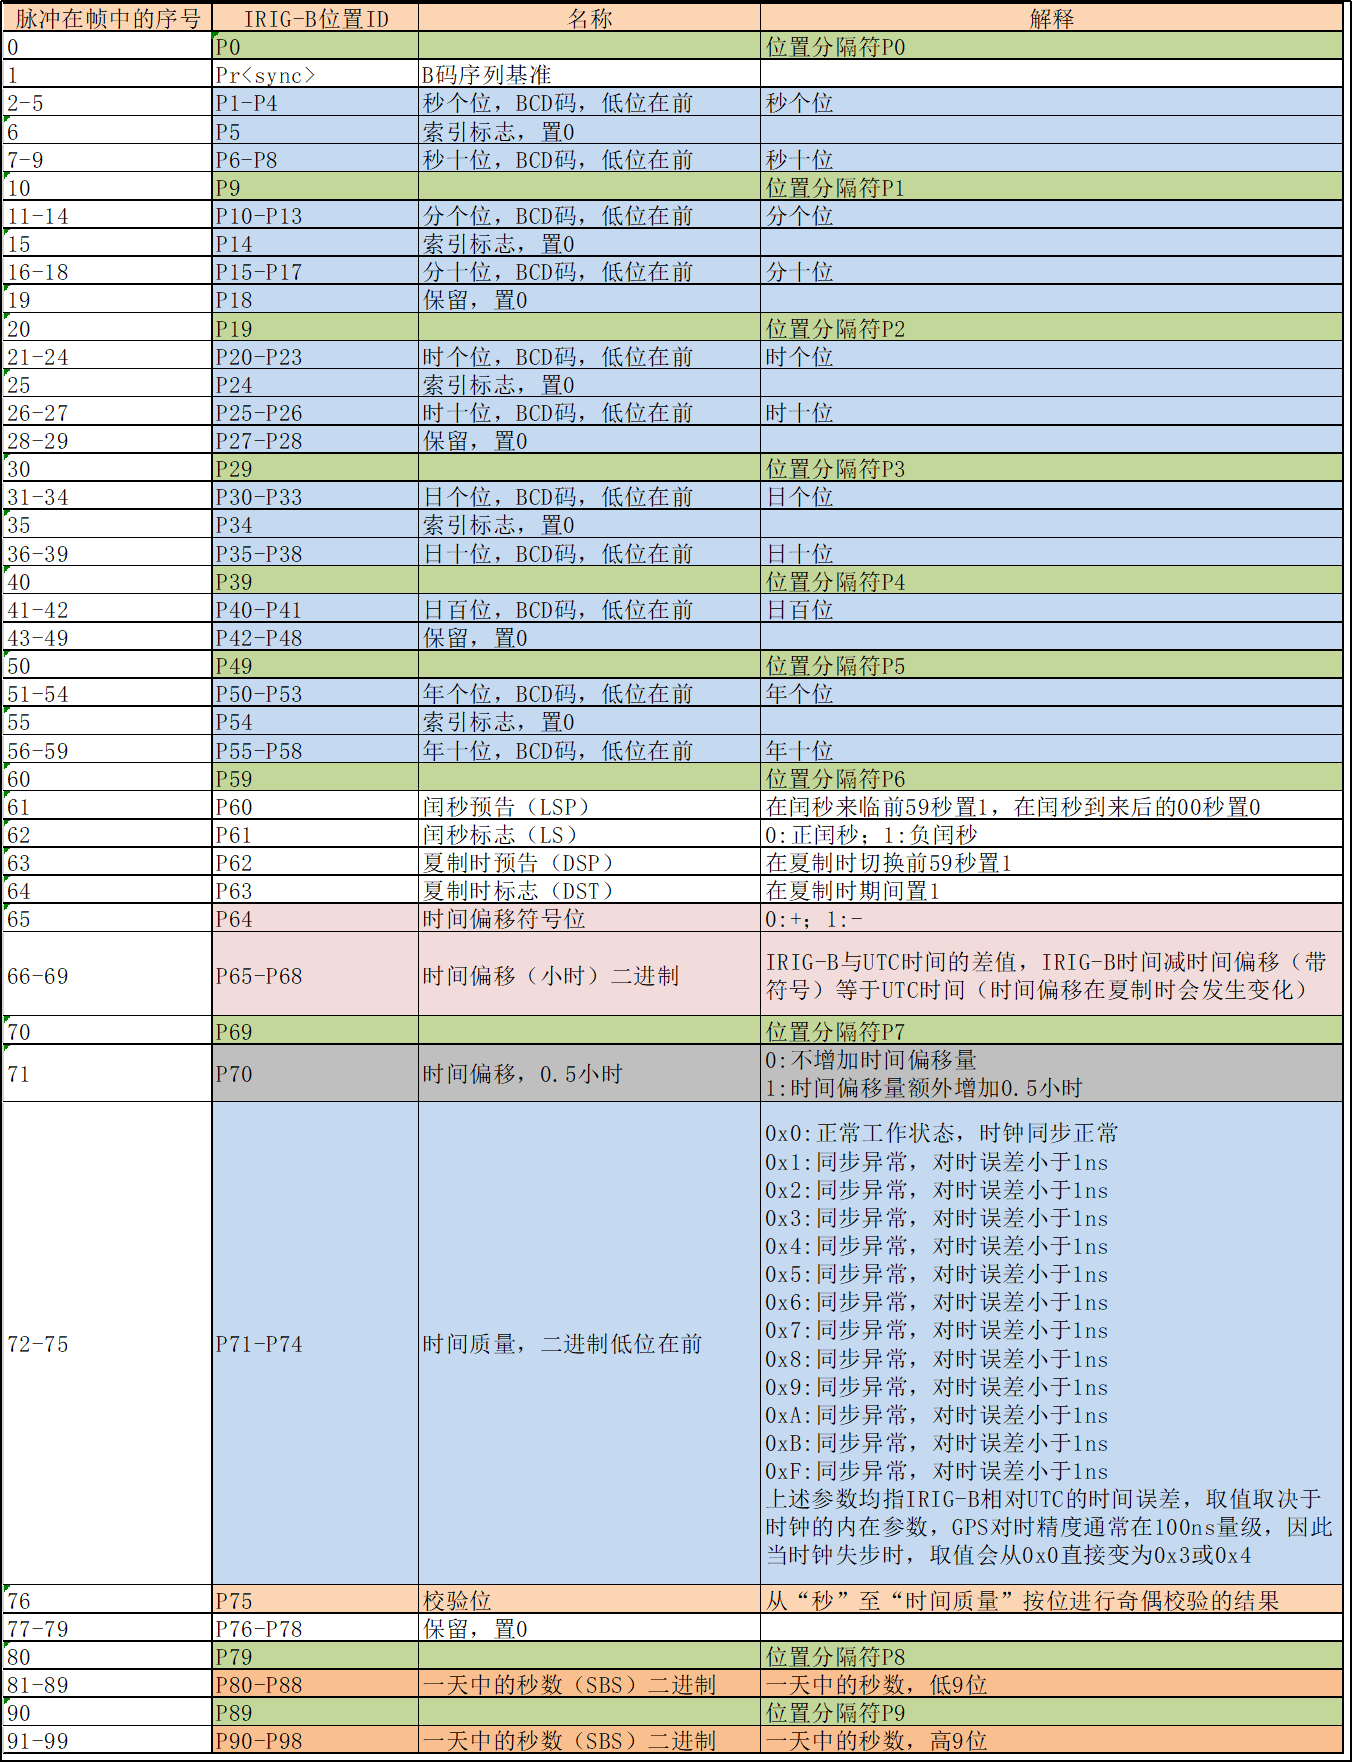 脉冲在帧中的序号 IRIG-B位置ID 名称 解释
0 P0 位置分隔符P0
1 Pr<sync> B码序列基准
2-5 P1-P4 秒个位，BCD码，低位在前 秒个位
6 P5 索引标志，置0
7-9 P6-P8 秒十位，BCD码，低位在前 秒十位
10 P9 位置分隔符P1
11-14 P10-P13 分个位，BCD码，低位在前 分个位
15 P14 索引标志，置0
16-18 P15-P17 分十位，BCD码，低位在前 分十位
19 P18 保留，置0
20 P19 位置分隔符P2
21-24 P20-P23 时个位，BCD码，低位在前 时个位
25 P24 索引标志，置0
26-27 P25-P26 时十位，BCD码，低位在前 时十位
28-29 P27-P28 保留，置0
30 P29 位置分隔符P3
31-34 P30-P33 日个位，BCD码，低位在前 日个位
35 P34 索引标志，置0
36-39 P35-P38 日十位，BCD码，低位在前 日十位
40 P39 位置分隔符P4
41-42 P40-P41 日百位，BCD码，低位在前 日百位
43-49 P42-P48 保留，置0
50 P49 位置分隔符P5
51-54 P50-P53 年个位，BCD码，低位在前 年个位
55 P54 索引标志，置0
56-59 P55-P58 年十位，BCD码，低位在前 年十位
60 P59 位置分隔符P6
61 P60 闰秒预告（LSP） 在闰秒来临前59秒置1，在闰秒到来后的00秒置0
62 P61 闰秒标志（LS） 0:正闰秒；1:负闰秒
63 P62 夏制时预告（DSP） 在夏制时切换前59秒置1
64 P63 夏制时标志（DST） 在夏制时期间置1
65 P64 时间偏移符号位 0:+；1:-
66-69 P65-P68 时间偏移（小时）二进制 IRIG-B与UTC时间的差值，IRIG-B时间减时间偏移（带
符号）等于UTC时间（时间偏移在夏制时会发生变化）
70 P69 位置分隔符P7
71 P70 时间偏移，0.5小时 0:不增加时间偏移量
1:时间偏移量额外增加0.5小时
72-75 P71-P74 时间质量，二进制低位在前 0x0:正常工作状态，时钟同步正常
0x1:同步异常，对时误差小于1ns
0x2:同步异常，对时误差小于1ns
0x3:同步异常，对时误差小于1ns
0x4:同步异常，对时误差小于1ns
0x5:同步异常，对时误差小于1ns
0x6:同步异常，对时误差小于1ns
0x7:同步异常，对时误差小于1ns
0x8:同步异常，对时误差小于1ns
0x9:同步异常，对时误差小于1ns
0xA:同步异常，对时误差小于1ns
0xB:同步异常，对时误差小于1ns
0xF:同步异常，对时误差小于1ns
上述参数均指IRIG-B相对UTC的时间误差，取值取决于
时钟的内在参数，GPS对时精度通常在100ns量级，因此
当时钟失步时，取值会从0x0直接变为0x3或0x4
76 P75 校验位 从“秒”至“时间质量”按位进行奇偶校验的结果
77-79 P76-P78 保留，置0
80 P79 位置分隔符P8
81-89 P80-P88 一天中的秒数（SBS）二进制 一天中的秒数，低9位
90 P89 位置分隔符P9
91-99 P90-P98 一天中的秒数（SBS）二进制 一天中的秒数，高9位